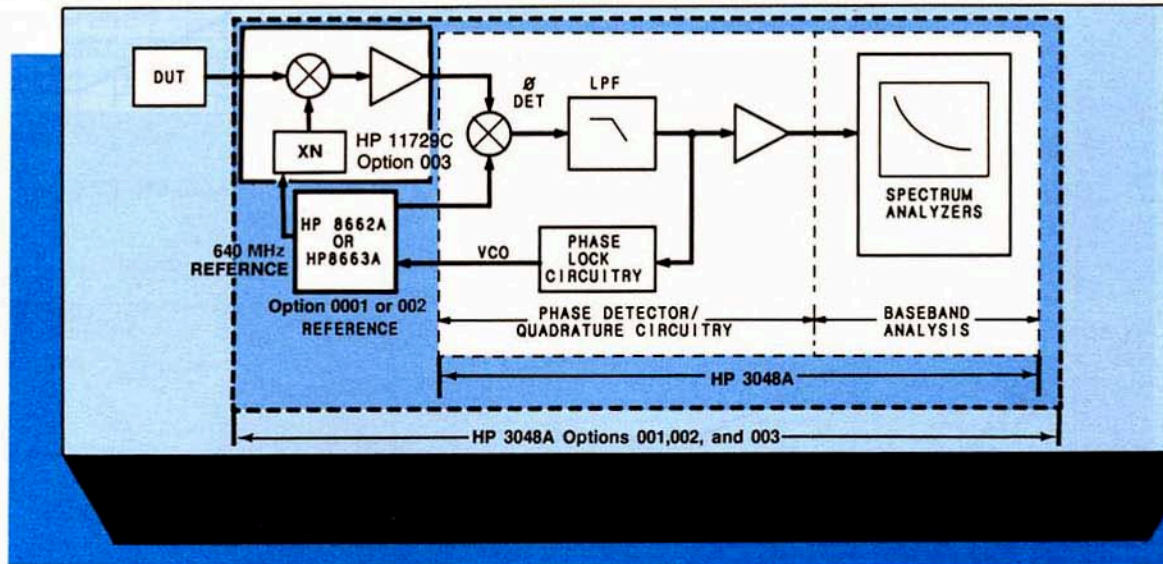 DUT
XN
HP 11729C
Option 003
640 MHz
REFERNCE
HP 8662A
OR
HP8663A
Option 0001 or 002
REFERENCE
Ø
DET
LPF
VCO
PHASE
LOCK
CIRCUITRY
SPECTRUM
ANALYZERS
PHASE DETECTOR/
QUADRATURE CIRCUITRY
BASEBAND
ANALYSIS
HP 3048A
HP 3048A Options 001,002, and 003